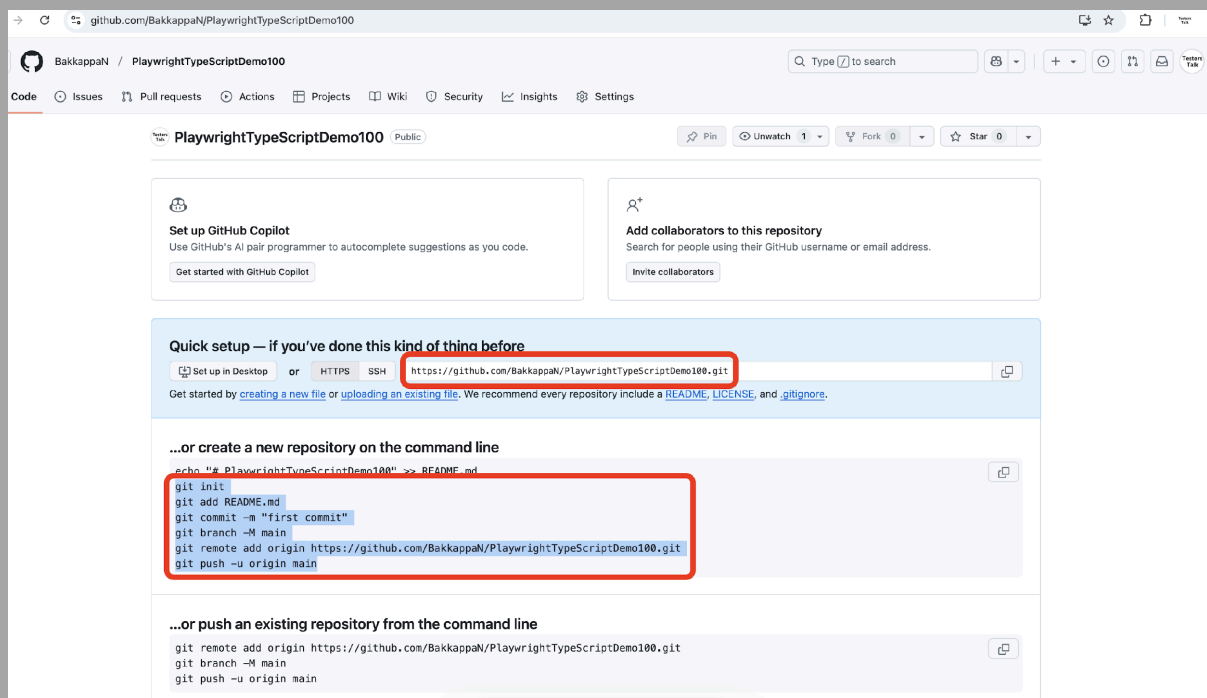 github.com/BakkappaN/PlaywrightTypeScriptDemo100
Testers Talk
BakkappaN / PlaywrightTypeScriptDemo100
Type / to search
Testers Talk
Code Issues Pull requests Actions Projects Wiki Security Insights Settings
Testers Talk PlaywrightTypeScriptDemo100 Public
Pin Unwatch 1 Fork 0 Star 0
Set up GitHub Copilot
Use GitHub's AI pair programmer to autocomplete suggestions as you code.
Get started with GitHub Copilot
Add collaborators to this repository
Search for people using their GitHub username or email address.
Invite collaborators
Quick setup — if you've done this kind of thing before
Set up in Desktop or HTTPS SSH https://github.com/BakkappaN/PlaywrightTypeScriptDemo100.git
Get started by creating a new file or uploading an existing file. We recommend every repository include a README, LICENSE, and .gitignore.
...or create a new repository on the command line
echo "# PlaywrightTypeScriptDemo100" >> README.md
git init
git add README.md
git commit -m "first commit"
git branch -M main
git remote add origin https://github.com/BakkappaN/PlaywrightTypeScriptDemo100.git
git push -u origin main
...or push an existing repository from the command line
git remote add origin https://github.com/BakkappaN/PlaywrightTypeScriptDemo100.git
git branch -M main
git push -u origin main